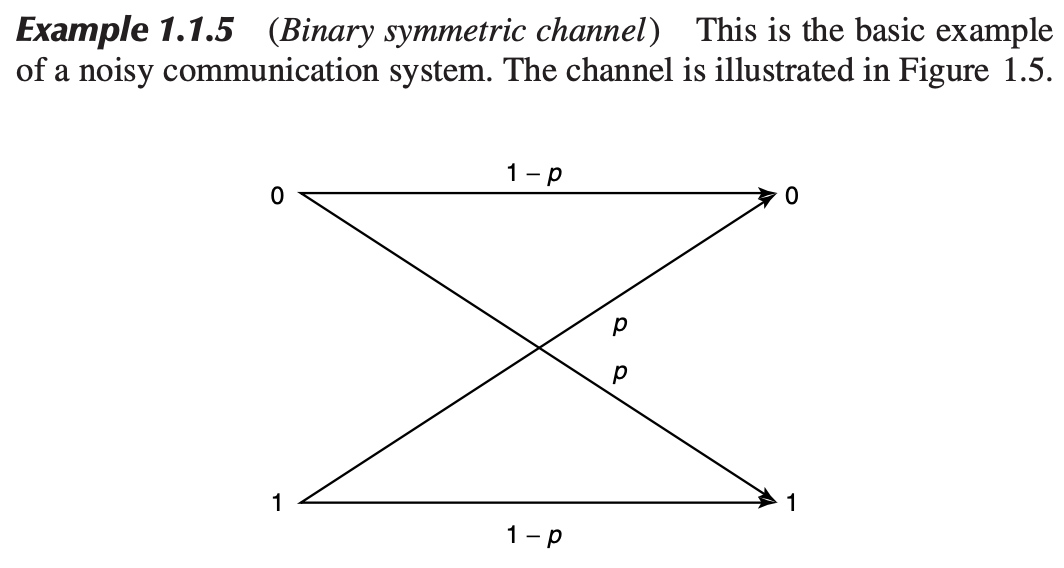 Example 1.1.5 (Binary symmetric channel) This is the basic example
of a noisy communication system. The channel is illustrated in Figure 1.5.
1 – p
0
0
p
p
1
1
1 – p